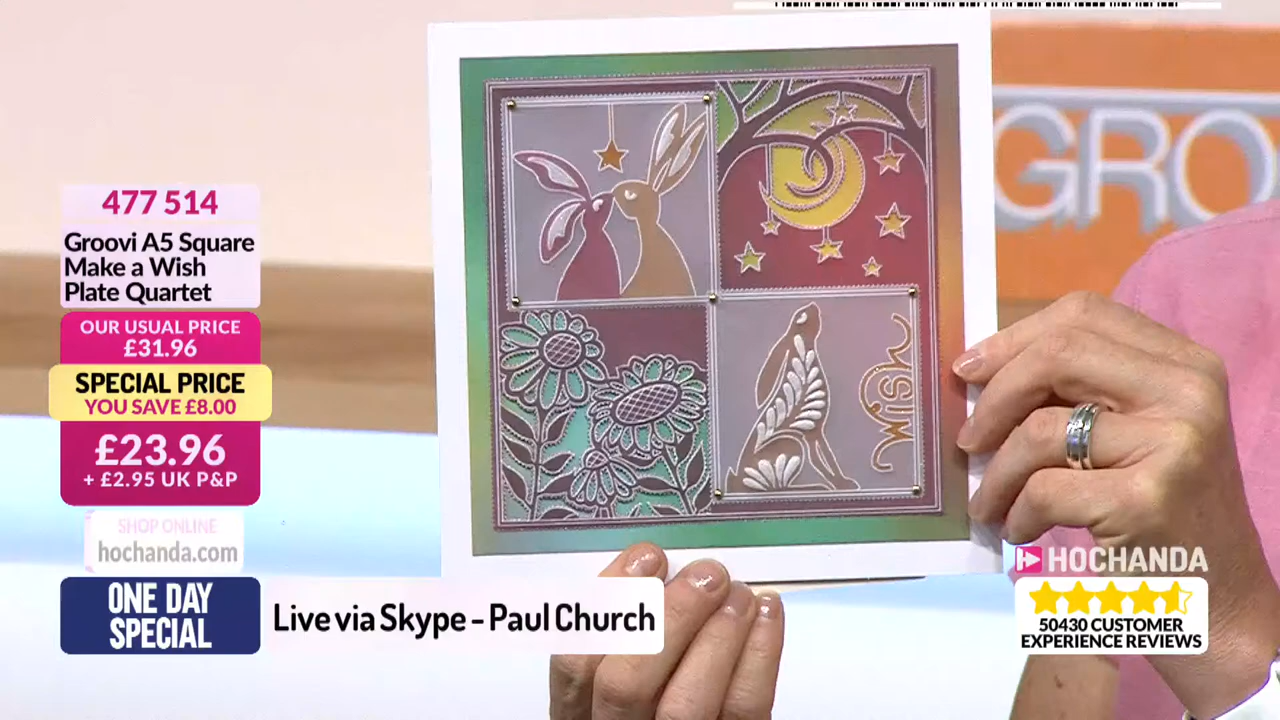 477 514
Groovi A5 Square
Make a Wish
Plate Quartet
OUR USUAL PRICE
£31.96
SPECIAL PRICE
YOU SAVE £8.00
£23.96
+ £2.95 UK P&P
SHOP ONLINE
hochanda.com
ONE DAY
SPECIAL
Live via Skype - Paul Church
GRO
WISH
HOCHANDA
50430 CUSTOMER
EXPERIENCE REVIEWS